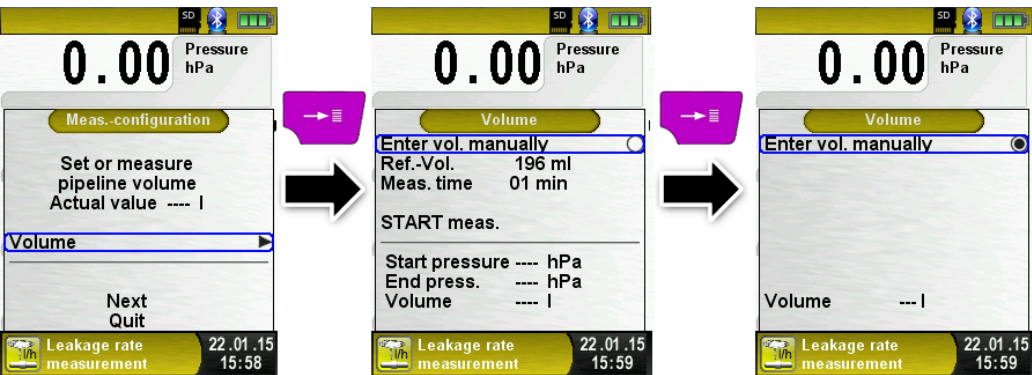 SD
0.00 Pressure
hPa
Meas.-configuration
Set or measure
pipeline volume
Actual value ---- l
Volume
Next
Quit
l/h Leakage rate 22.01.15
measurement 15:58
SD
0.00 Pressure
hPa
Volume
Enter vol. manually
Ref.-Vol. 196 ml
Meas. time 01 min
START meas.
Start pressure ---- hPa
End press. ---- hPa
Volume ---- l
l/h Leakage rate 22.01.15
measurement 15:59
SD
0.00 Pressure
hPa
Volume
Enter vol. manually
Volume --- l
l/h Leakage rate 22.01.15
measurement 15:59